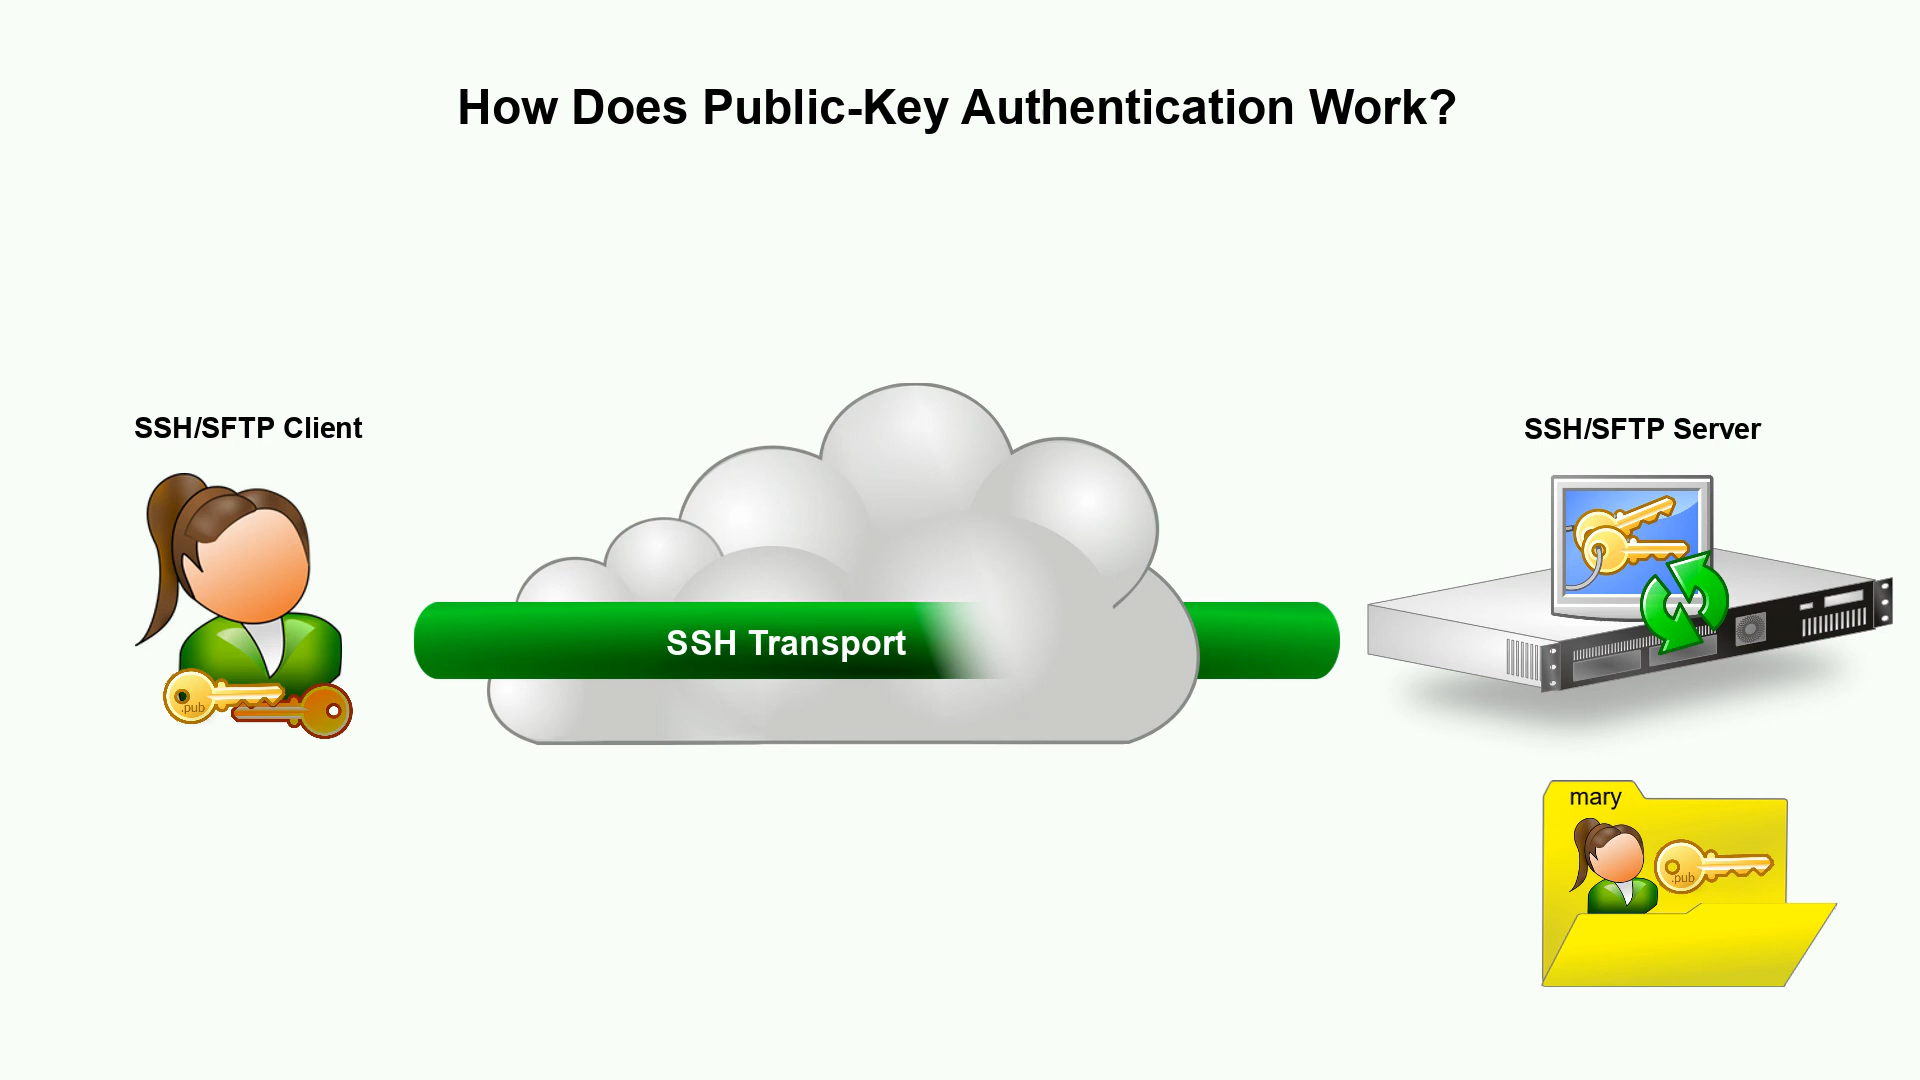 How Does Public-Key Authentication Work?
SSH/SFTP Client
SSH/SFTP Server
SSH Transport
.pub
mary
.pub